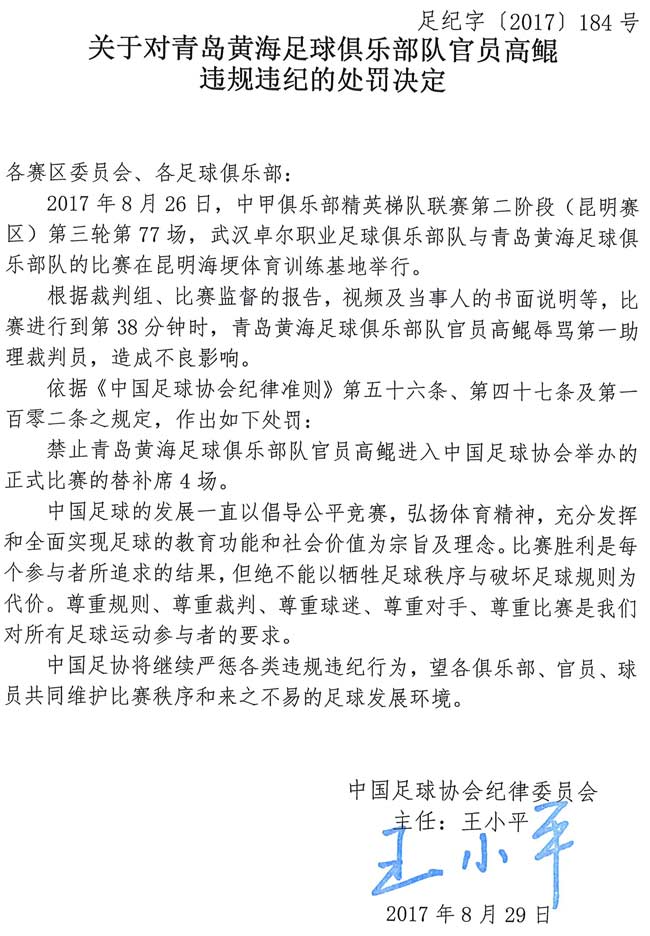 足纪字〔2017〕184号
关于对青岛黄海足球俱乐部队官员高鲲
违规违纪的处罚决定
各赛区委员会、各足球俱乐部：
2017年8月26日，中甲俱乐部精英梯队联赛第二阶段（昆明赛
区）第三轮第77场，武汉卓尔职业足球俱乐部队与青岛黄海足球俱
乐部队的比赛在昆明海埂体育训练基地举行。
根据裁判组、比赛监督的报告，视频及当事人的书面说明等，比
赛进行到第38分钟时，青岛黄海足球俱乐部队官员高鲲辱骂第一助
理裁判员，造成不良影响。
依据《中国足球协会纪律准则》第五十六条、第四十七条及第一
百零二条之规定，作出如下处罚：
禁止青岛黄海足球俱乐部队官员高鲲进入中国足球协会举办的
正式比赛的替补席4场。
中国足球的发展一直以倡导公平竞赛，弘扬体育精神，充分发挥
和全面实现足球的教育功能和社会价值为宗旨及理念。比赛胜利是每
个参与者所追求的结果，但绝不能以牺牲足球秩序与破坏足球规则为
代价。尊重规则、尊重裁判、尊重球迷、尊重对手、尊重比赛是我们
对所有足球运动参与者的要求。
中国足协将继续严惩各类违规违纪行为，望各俱乐部、官员、球
员共同维护比赛秩序和来之不易的足球发展环境。
中国足球协会纪律委员会
主任：王小平
王小平
2017年8月29日